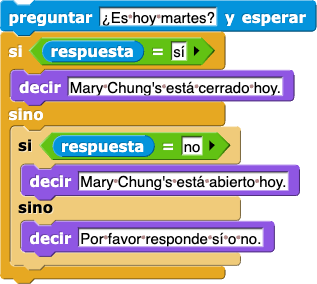 preguntar ¿Es hoy martes? y esperar
si respuesta = sí
decir Mary Chung's está cerrado hoy.
sino
si respuesta = no
decir Mary Chung's está abierto hoy.
sino
decir Por favor responde sí o no.